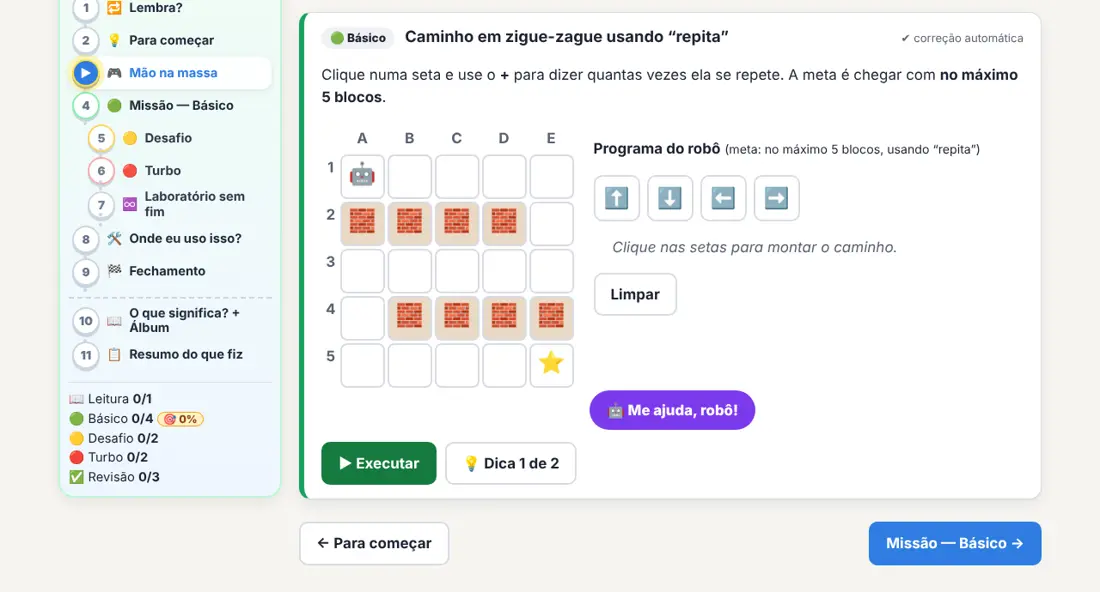 1 🔁 Lembra?
2 💡 Para começar
▶ 🎮 Mão na massa
4 🟢 Missão — Básico
5 🟡 Desafio
6 🔴 Turbo
7 ♾️ Laboratório sem
fim
8 🛠️ Onde eu uso isso?
9 🏁 Fechamento
10 📖 O que significa? +
Álbum
11 📋 Resumo do que fiz
📖 Leitura 0/1
🟢 Básico 0/4 🎯 0%
🟡 Desafio 0/2
🔴 Turbo 0/2
✅ Revisão 0/3
🟢 Básico Caminho em zigue-zague usando “repita” ✔ correção automática
Clique numa seta e use o + para dizer quantas vezes ela se repete. A meta é chegar com no máximo
5 blocos.
A B C D E
1
2
3
4
5
Programa do robô (meta: no máximo 5 blocos, usando “repita”)
Clique nas setas para montar o caminho.
Limpar
🤖 Me ajuda, robô!
▶ Executar 💡 Dica 1 de 2
← Para começar Missão — Básico →